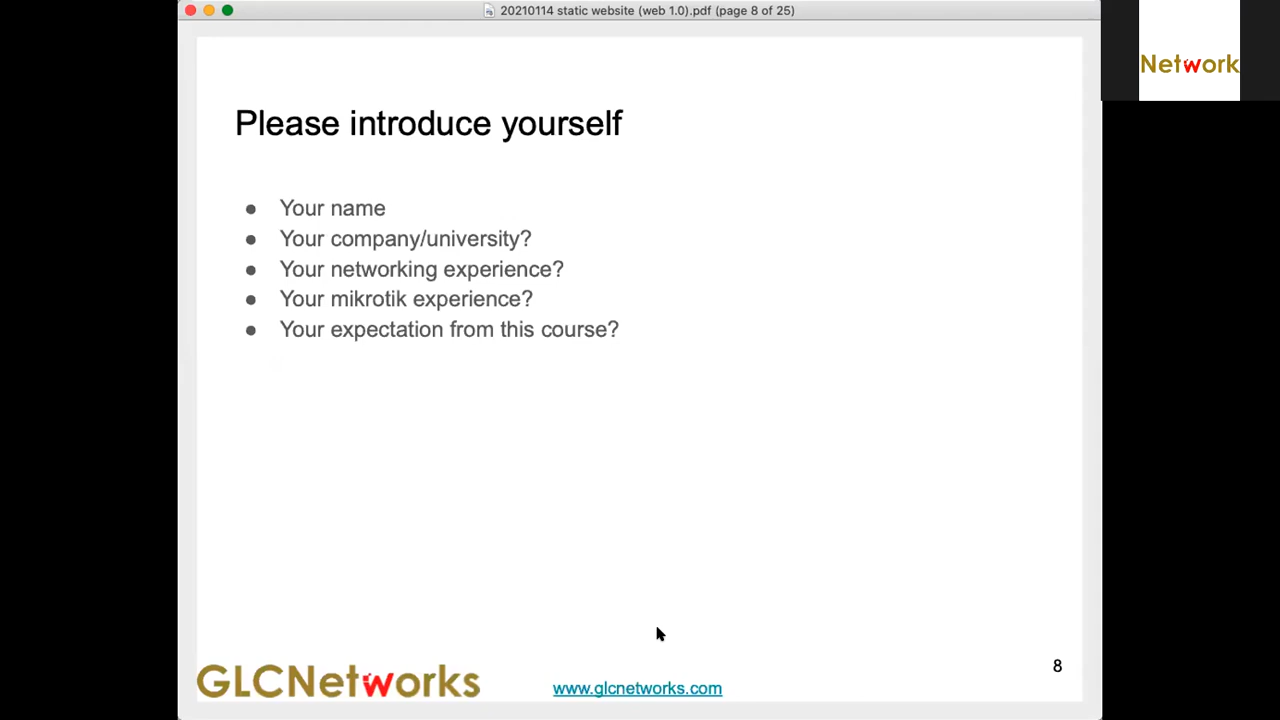 20210114 static website (web 1.0).pdf (page 8 of 25)
Network
Please introduce yourself
● Your name
● Your company/university?
● Your networking experience?
● Your mikrotik experience?
● Your expectation from this course?
8
GLCNetworks
www.glcnetworks.com